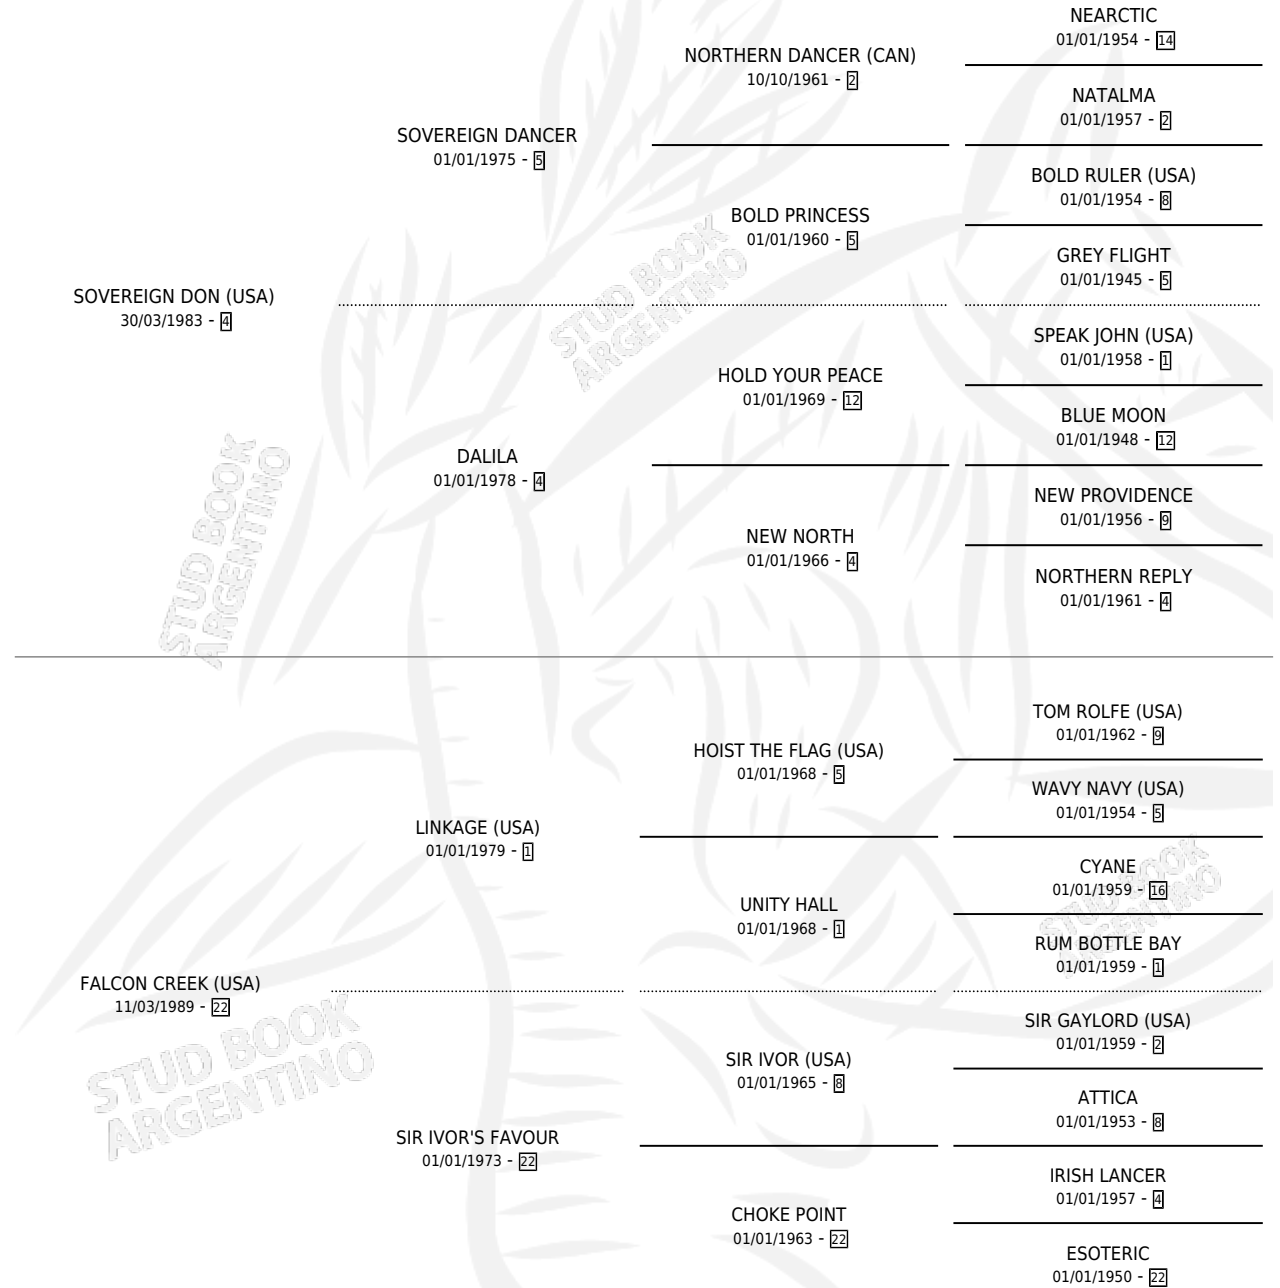 NEARCTIC
01/01/1954 - 14
NORTHERN DANCER (CAN)
10/10/1961 - 2
NATALMA
01/01/1957 - 2
SOVEREIGN DANCER
01/01/1975 - 5
BOLD RULER (USA)
01/01/1954 - 8
BOLD PRINCESS
01/01/1960 - 5
GREY FLIGHT
01/01/1945 - 5
SOVEREIGN DON (USA)
30/03/1983 - 4
SPEAK JOHN (USA)
01/01/1958 - 1
HOLD YOUR PEACE
01/01/1969 - 12
BLUE MOON
01/01/1948 - 12
DALILA
01/01/1978 - 4
NEW PROVIDENCE
01/01/1956 - 9
NEW NORTH
01/01/1966 - 4
NORTHERN REPLY
01/01/1961 - 4
TOM ROLFE (USA)
01/01/1962 - 9
HOIST THE FLAG (USA)
01/01/1968 - 5
WAVY NAVY (USA)
01/01/1954 - 5
LINKAGE (USA)
01/01/1979 - 1
CYANE
01/01/1959 - 16
UNITY HALL
01/01/1968 - 1
RUM BOTTLE BAY
01/01/1959 - 1
FALCON CREEK (USA)
11/03/1989 - 22
SIR GAYLORD (USA)
01/01/1959 - 2
SIR IVOR (USA)
01/01/1965 - 8
ATTICA
01/01/1953 - 8
SIR IVOR'S FAVOUR
01/01/1973 - 22
IRISH LANCER
01/01/1957 - 4
CHOKE POINT
01/01/1963 - 22
ESOTERIC
01/01/1950 - 22
STUD BOOK
ARGENTINO
STUD BOOK
ARGENTINO
STUD BOOK
ARGENTINO
STUD BOOK
ARGENTINO